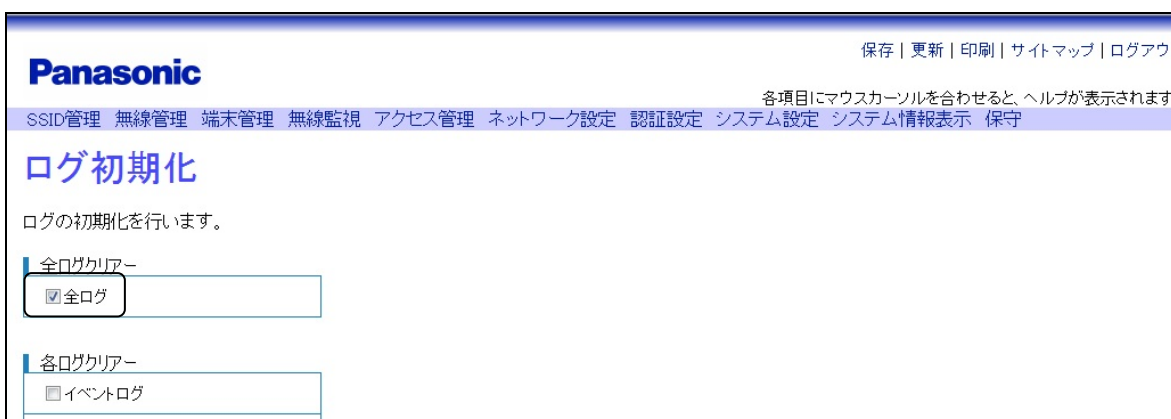 保存 | 更新 | 印刷 | サイトマップ | ログアウ
Panasonic
各項目にマウスカーソルを合わせると、ヘルプが表示されます
SSID管理 無線管理 端末管理 無線監視 アクセス管理 ネットワーク設定 認証設定 システム設定 システム情報表示 保守
ログ初期化
ログの初期化を行います。
全ログクリアー
全ログ
各ログクリアー
イベントログ